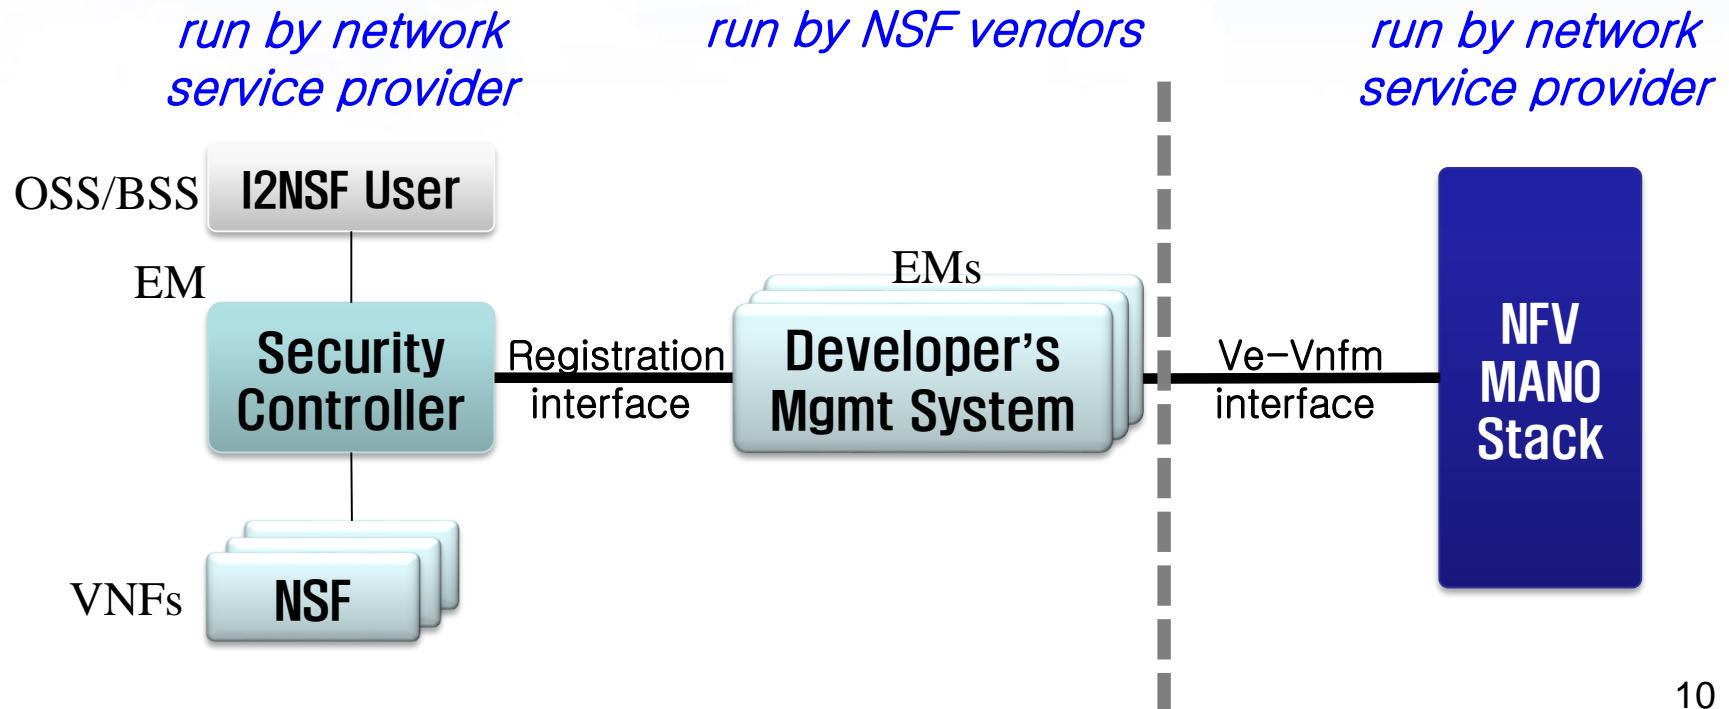 run by network
service provider
run by NSF vendors
run by network
service provider
OSS/BSS
I2NSF User
EM
Security
Controller
Registration
interface
EMs
Developer's
Mgmt System
Ve-Vnfm
interface
NFV
MANO
Stack
VNFs
NSF
10